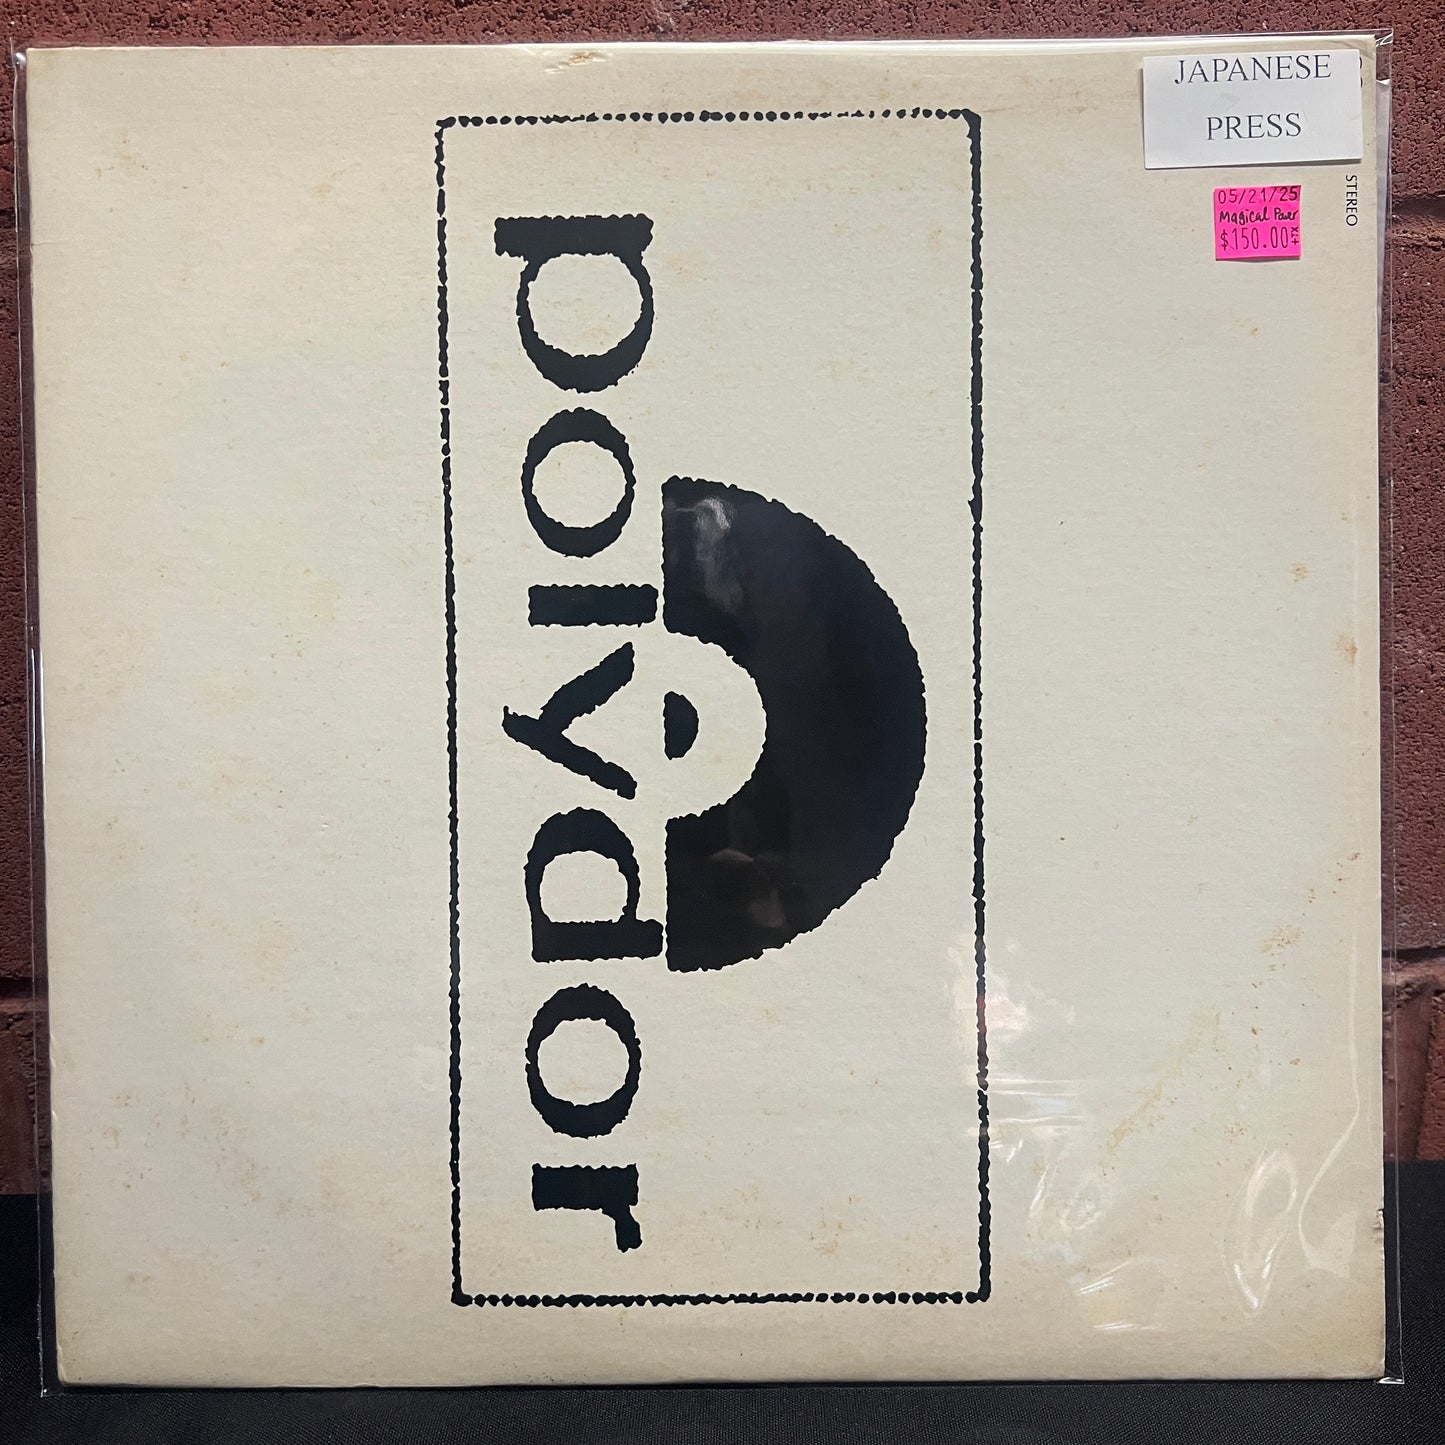 JAPANESE
PRESS
STEREO
05/21/25
Magical Power
$150.00
polydor